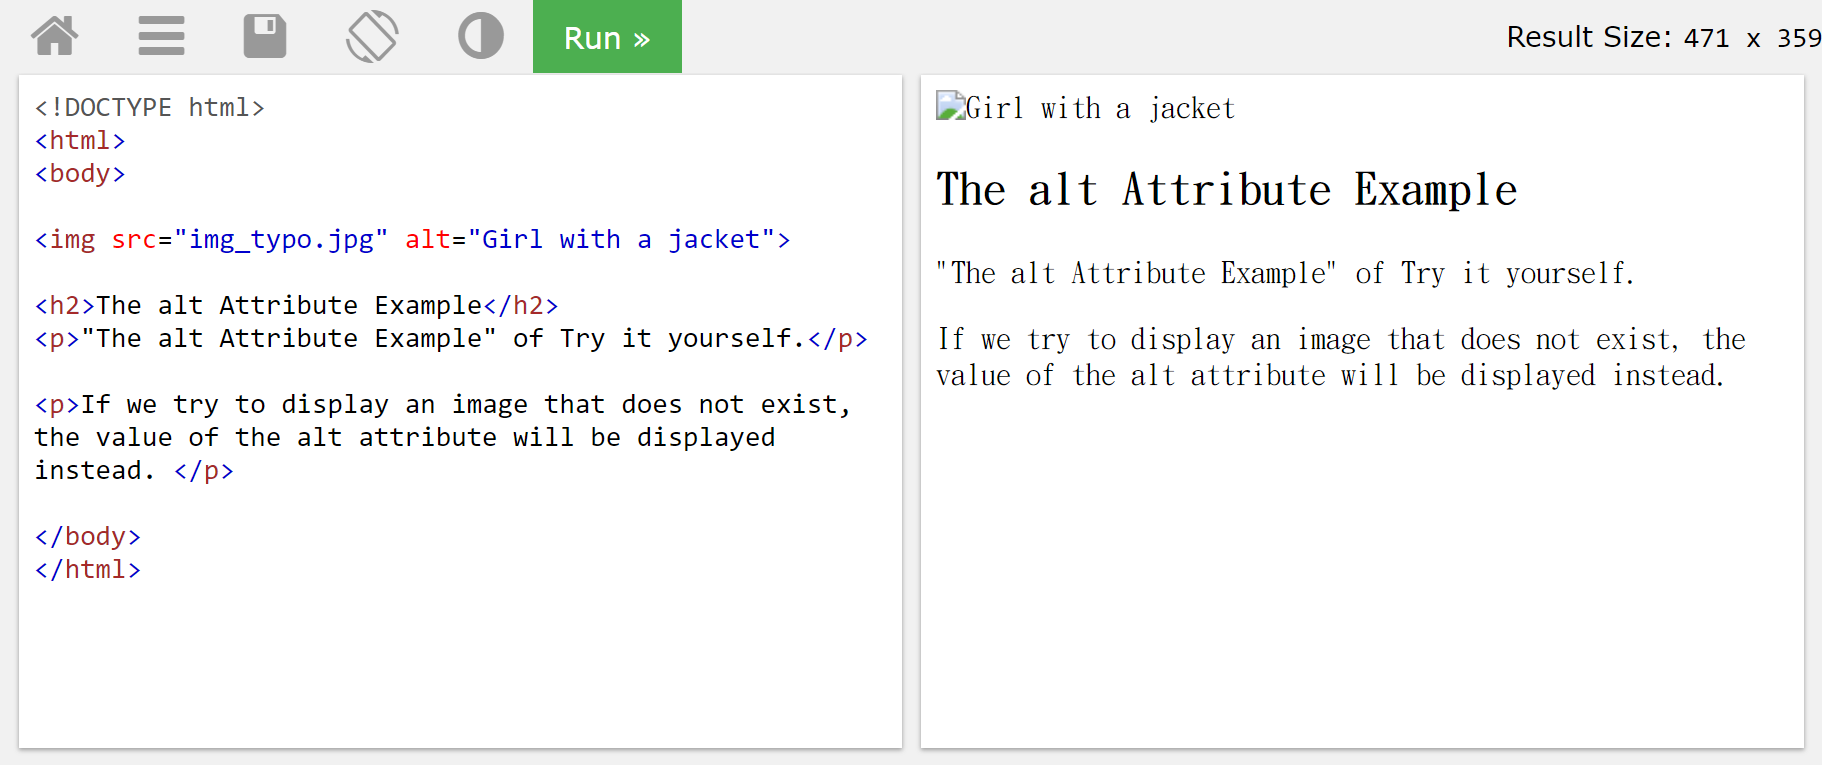 Run »
Result Size: 471 x 359
<!DOCTYPE html>
<html>
<body>
<img src="img_typo.jpg" alt="Girl with a jacket">
<h2>The alt Attribute Example</h2>
<p>"The alt Attribute Example" of Try it yourself.</p>
<p>If we try to display an image that does not exist,
the value of the alt attribute will be displayed
instead. </p>
</body>
</html>
Girl with a jacket
The alt Attribute Example
"The alt Attribute Example" of Try it yourself.
If we try to display an image that does not exist, the
value of the alt attribute will be displayed instead.